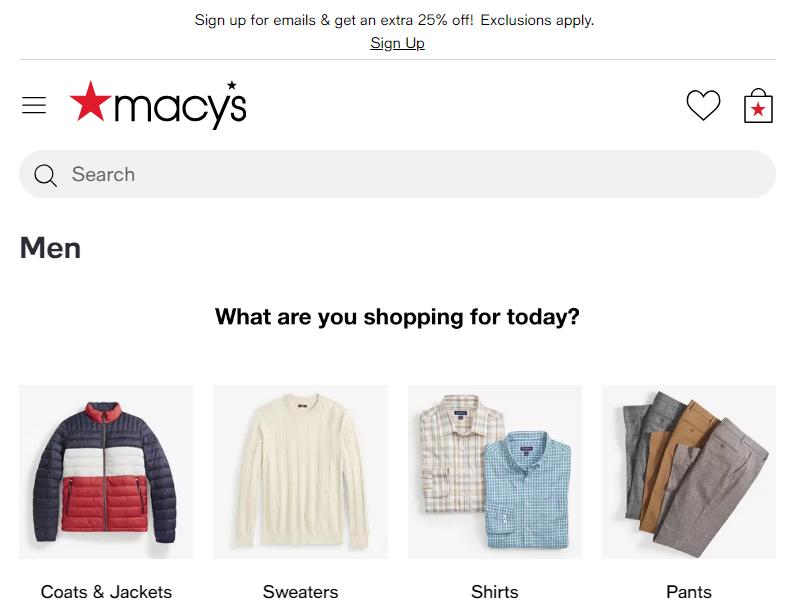 Sign up for emails & get an extra 25% off! Exclusions apply.
Sign Up
macy's
Search
Men
What are you shopping for today?
Coats & Jackets
Sweaters
Shirts
Pants